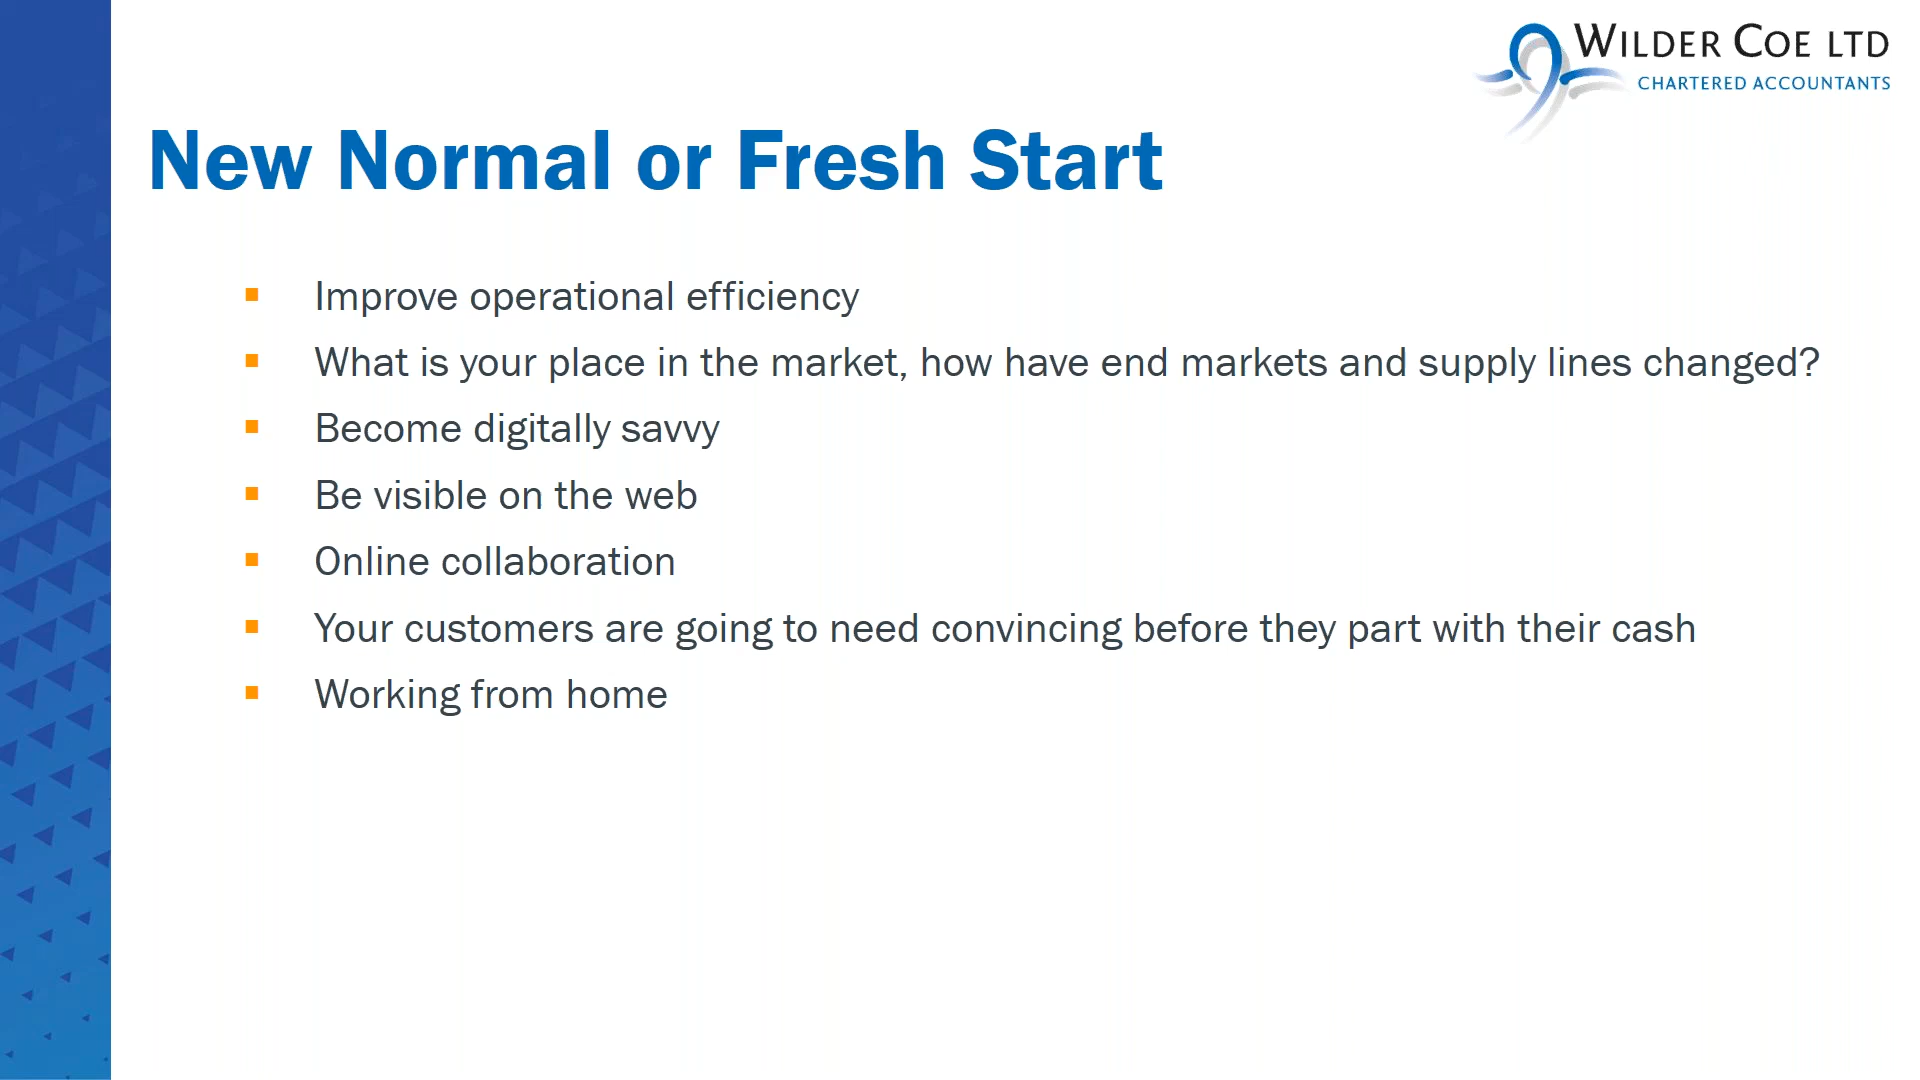 WILDER COE LTD
CHARTERED ACCOUNTANTS
New Normal or Fresh Start
Improve operational efficiency
What is your place in the market, how have end markets and supply lines changed?
Become digitally savvy
Be visible on the web
Online collaboration
Your customers are going to need convincing before they part with their cash
Working from home